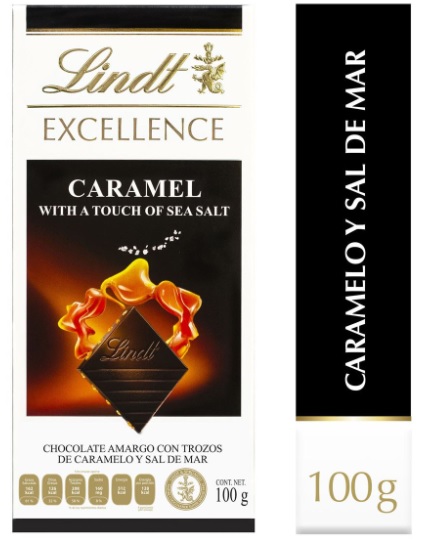 Lindt
EXCELLENCE
CARAMEL
WITH A TOUCH OF SEA SALT
Lindt
CHOCOLATE AMARGO CON TROZOS
DE CARAMELO Y SAL DE MAR
CONT. NET.
100 g
CARAMELO Y SAL DE MAR
100g